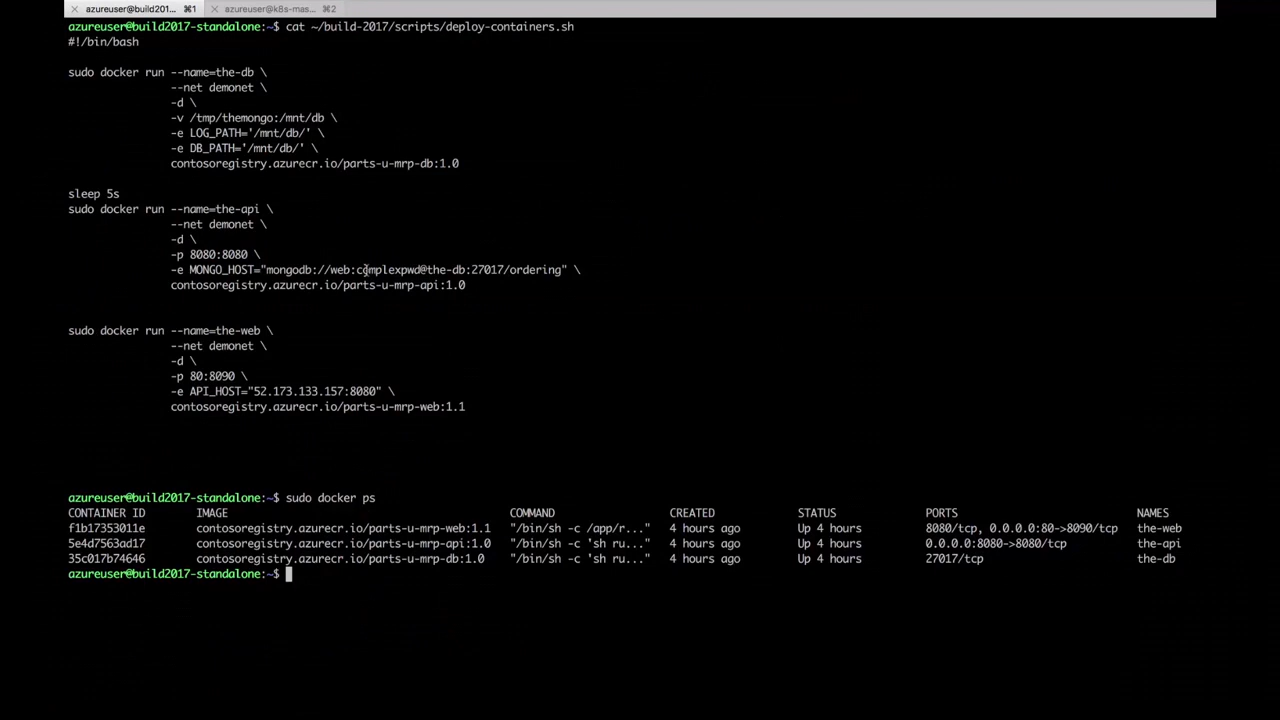 azureuser@build201... ⌘1 azureuser@k8s-mas... ⌘2
azureuser@build2017-standalone:~$ cat ~/build-2017/scripts/deploy-containers.sh
#!/bin/bash
sudo docker run --name=the-db \
--net demonet \
-d \
-v /tmp/themongo:/mnt/db \
-e LOG_PATH='/mnt/db/' \
-e DB_PATH='/mnt/db/' \
contosoregistry.azurecr.io/parts-u-mrp-db:1.0
sleep 5s
sudo docker run --name=the-api \
--net demonet \
-d \
-p 8080:8080 \
-e MONGO_HOST="mongodb://web:complexpwd@the-db:27017/ordering" \
contosoregistry.azurecr.io/parts-u-mrp-api:1.0
sudo docker run --name=the-web \
--net demonet \
-d \
-p 80:8090 \
-e API_HOST="52.173.133.157:8080" \
contosoregistry.azurecr.io/parts-u-mrp-web:1.1
azureuser@build2017-standalone:~$ sudo docker ps
CONTAINER ID IMAGE COMMAND CREATED STATUS PORTS NAMES
f1b17353011e contosoregistry.azurecr.io/parts-u-mrp-web:1.1 "/bin/sh -c /app/r..." 4 hours ago Up 4 hours 8080/tcp, 0.0.0.0:80->8090/tcp the-web
5e4d7563ad17 contosoregistry.azurecr.io/parts-u-mrp-api:1.0 "/bin/sh -c 'sh ru..." 4 hours ago Up 4 hours 0.0.0.0:8080->8080/tcp the-api
35c017b74646 contosoregistry.azurecr.io/parts-u-mrp-db:1.0 "/bin/sh -c 'sh ru..." 4 hours ago Up 4 hours 27017/tcp the-db
azureuser@build2017-standalone:~$